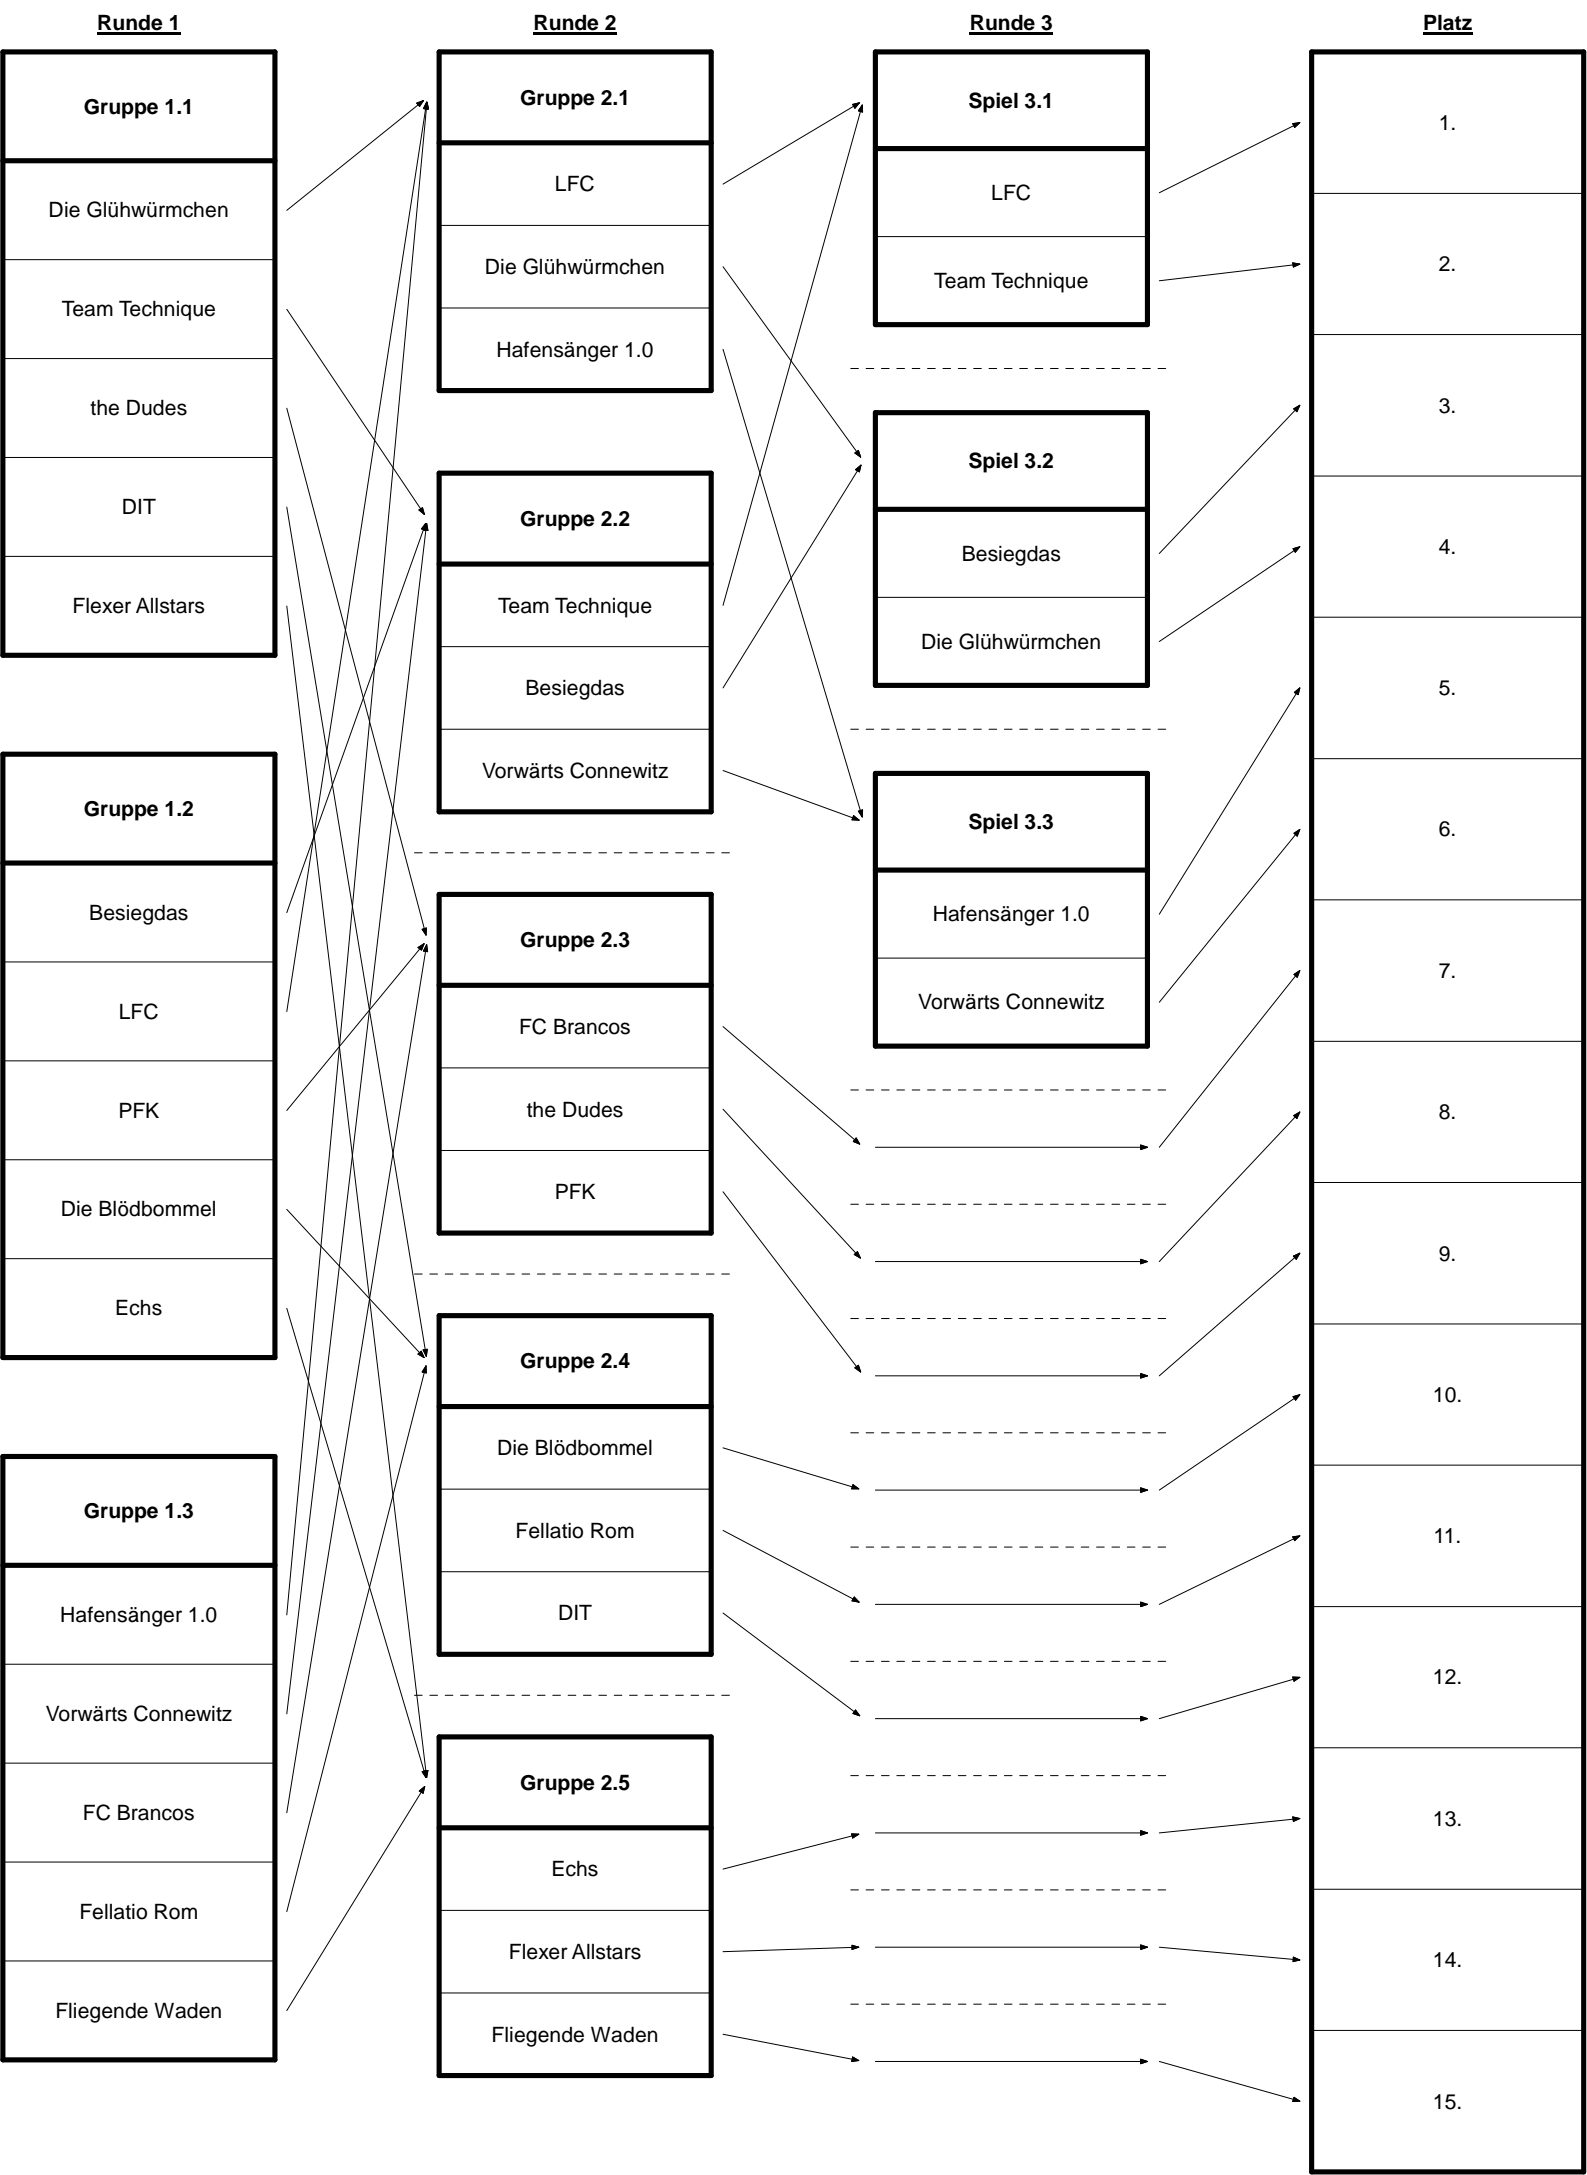 Runde 1
Gruppe 1.1
Die Glühwürmchen
Team Technique
the Dudes
DIT
Flexer Allstars
Gruppe 1.2
Besiegdas
LFC
PFK
Die Blödbommel
Echs
Gruppe 1.3
Hafensänger 1.0
Vorwärts Connewitz
FC Brancos
Fellatio Rom
Fliegende Waden
Runde 2
Gruppe 2.1
LFC
Die Glühwürmchen
Hafensänger 1.0
Gruppe 2.2
Team Technique
Besiegdas
Vorwärts Connewitz
Gruppe 2.3
FC Brancos
the Dudes
PFK
Gruppe 2.4
Die Blödbommel
Fellatio Rom
DIT
Gruppe 2.5
Echs
Flexer Allstars
Fliegende Waden
Runde 3
Spiel 3.1
LFC
Team Technique
Spiel 3.2
Besiegdas
Die Glühwürmchen
Spiel 3.3
Hafensänger 1.0
Vorwärts Connewitz
Platz
1.
2.
3.
4.
5.
6.
7.
8.
9.
10.
11.
12.
13.
14.
15.